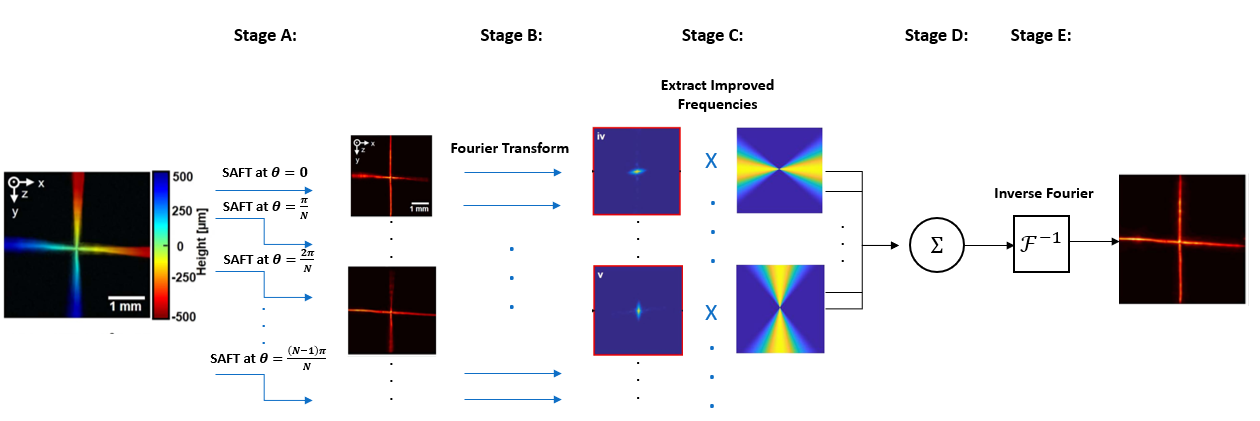 Stage A:
Stage B:
Stage C:
Stage D:
Stage E:
Extract Improved
Frequencies
SAFT at θ = 0
SAFT at θ = π/N
SAFT at θ = 2π/N
SAFT at θ = (N−1)π/N
x
z
y
500
250
0
-250
-500
Height [µm]
1 mm
x
z
y
1 mm
Fourier Transform
iv
X
v
X
Σ
Inverse Fourier
ℱ⁻¹